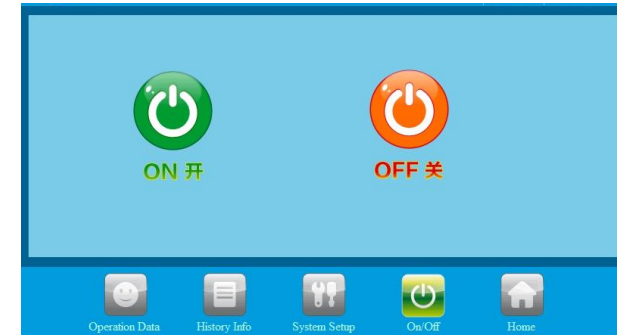 ON 开
OFF 关
Operation Data
History Info
System Setup
On/Off
Home